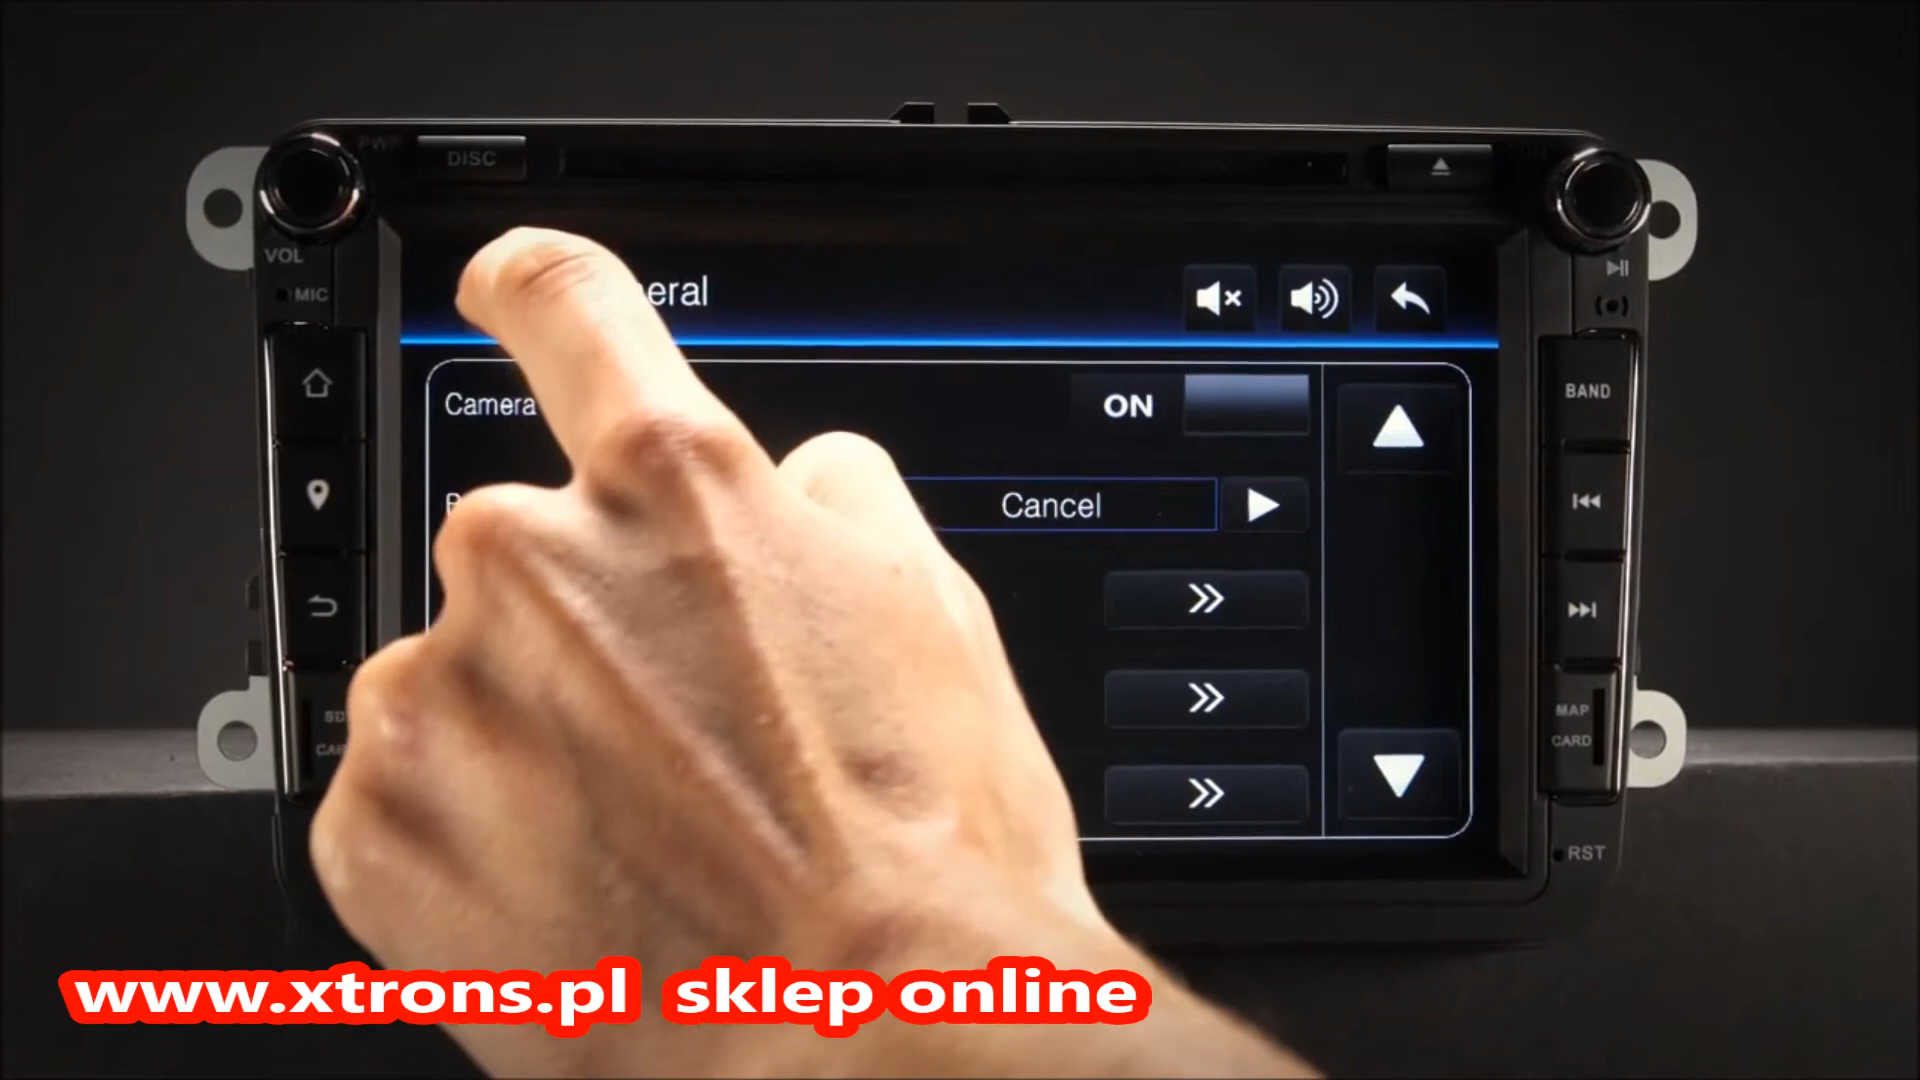 DISC
VOL
MIC
eral
Camera
ON
Cancel
BAND
MAP
CARD
RST
www.xtrons.pl sklep online